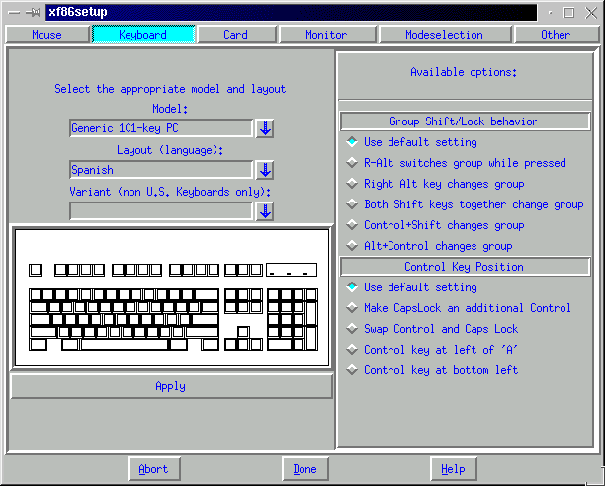 xf86setup
Mouse Keyboard Card Monitor Modeselection Other
Select the appropriate model and layout
Model:
Generic 101-key PC
Layout (language):
Spanish
Variant (non U.S. Keyboards only):
Apply
Available options:
Group Shift/Lock behavior
Use default setting
R-Alt switches group while pressed
Right Alt key changes group
Both Shift keys together change group
Control+Shift changes group
Alt+Control changes group
Control Key Position
Use default setting
Make CapsLock an additional Control
Swap Control and Caps Lock
Control key at left of 'A'
Control key at bottom left
Abort Done Help